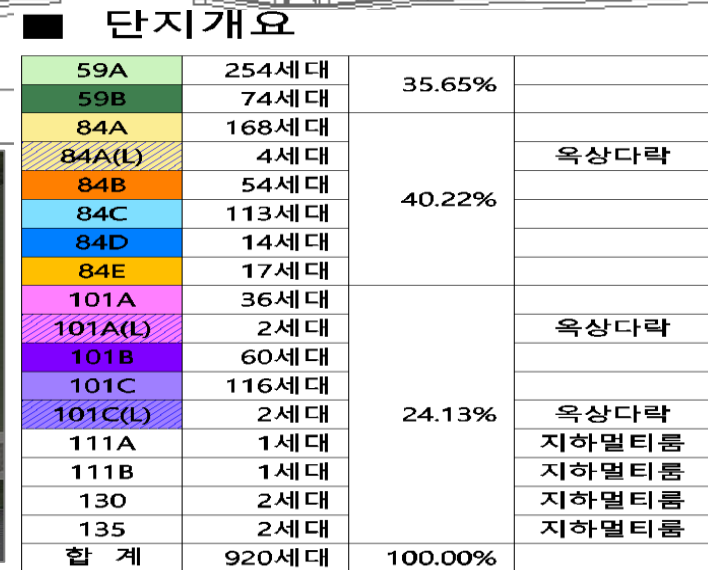 ■ 단지개요
59A 254세대 35.65%
59B 74세대
84A 168세대 40.22%
84A(L) 4세대 옥상다락
84B 54세대
84C 113세대
84D 14세대
84E 17세대
101A 36세대 24.13%
101A(L) 2세대 옥상다락
101B 60세대
101C 116세대
101C(L) 2세대 옥상다락
111A 1세대 지하멀티룸
111B 1세대 지하멀티룸
130 2세대 지하멀티룸
135 2세대 지하멀티룸
합 계 920세대 100.00%